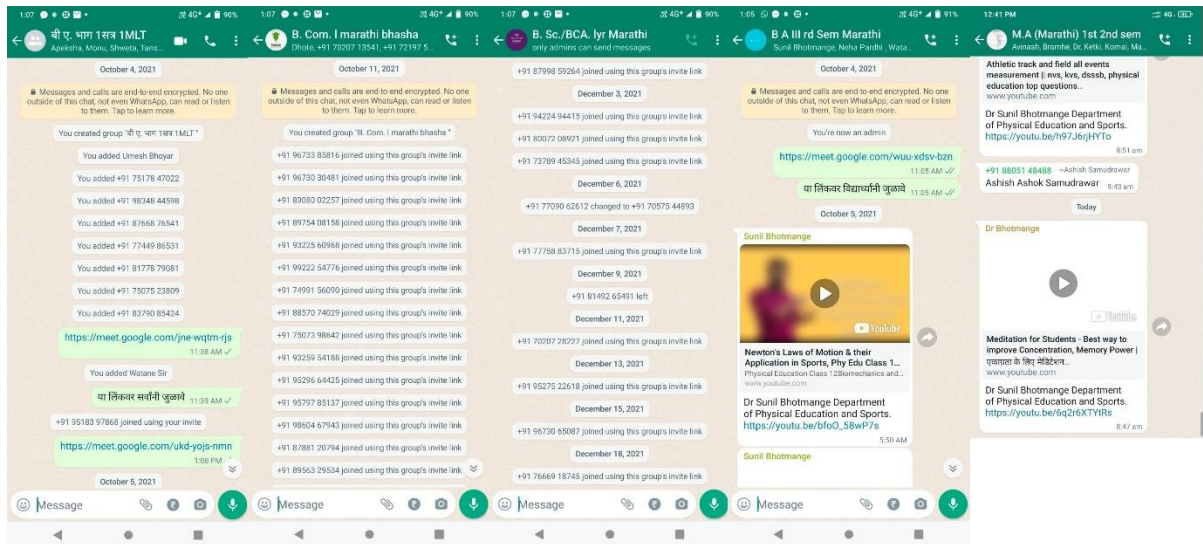 1:07
4G+
96%
बी ए. भाग 1सत्र 1MLT
Apeksha, Monu, Shweta, Tans...
October 4, 2021
Messages and calls are end-to-end encrypted. No one
outside of this chat, not even WhatsApp, can read or listen
to them. Tap to learn more.
You created group "बी ए. भाग 1सत्र 1MLT"
You added Umesh Bhoyar
You added +91 75178 47022
You added +91 98348 44598
You added +91 87668 76541
You added +91 77449 86531
You added +91 81778 79081
You added +91 75075 23809
You added +91 83790 85424
https://meet.google.com/jne-wqtm-rjs
11:38 AM
You added Watane Sir
या लिंकवर सर्वांनी जुळावे
11:39 AM
+91 95183 97868 joined using your invite
https://meet.google.com/ukd-yojs-nmn
1:08 PM
October 5, 2021
Message
1:07
4G+
90%
B. Com. I marathi bhasha
Dhote, +91 70207 13541, +91 72197 5...
October 11, 2021
Messages and calls are end-to-end encrypted. No one
outside of this chat, not even WhatsApp, can read or listen
to them. Tap to learn more.
You created group "B. Com. I marathi bhasha "
+91 96733 85816 joined using this group's invite link
+91 96730 30481 joined using this group's invite link
+91 83080 02257 joined using this group's invite link
+91 89754 08158 joined using this group's invite link
+91 93225 60968 joined using this group's invite link
+91 99222 54776 joined using this group's invite link
+91 74991 56090 joined using this group's invite link
+91 88570 74029 joined using this group's invite link
+91 75073 98642 joined using this group's invite link
+91 93259 54188 joined using this group's invite link
+91 95296 64425 joined using this group's invite link
+91 95797 85137 joined using this group's invite link
+91 98604 67943 joined using this group's invite link
+91 87881 20794 joined using this group's invite link
+91 89563 29534 joined using this group's invite link
Message
1:07
4G+
90%
B. Sc./BCA. Iyr Marathi
only admins can send messages
+91 87998 59264 joined using this group's invite link
December 3, 2021
+91 94224 94415 joined using this group's invite link
+91 80072 08921 joined using this group's invite link
+91 73789 45345 joined using this group's invite link
December 6, 2021
+91 77090 62612 changed to +91 70575 44893
December 7, 2021
+91 77758 83715 joined using this group's invite link
December 9, 2021
+91 81492 65491 left
December 11, 2021
+91 70207 28227 joined using this group's invite link
December 13, 2021
+91 95275 22618 joined using this group's invite link
December 15, 2021
+91 96730 65087 joined using this group's invite link
December 18, 2021
+91 76669 18745 joined using this group's invite link
Message
1:05
4G+
91%
B A III rd Sem Marathi
Sunil Bhotmange, Neha Pardhi , Wata..
October 4, 2021
Messages and calls are end-to-end encrypted. No one
outside of this chat, not even WhatsApp, can read or listen
to them. Tap to learn more.
You're now an admin
https://meet.google.com/wuu-xdsv-bzn
11:05 AM
या लिंकवर विद्यार्थ्यांनी जुळावे
11:05 AM
October 5, 2021
Sunil Bhotmange
YouTube
Newton's Laws of Motion & their
Application in Sports, Phy Edu Class 1...
Physical Education Class 12Biomechanics and...
www.youtube.com
Dr Sunil Bhotmange Department
of Physical Education and Sports.
https://youtu.be/bfoO_58wP7s
5:50 AM
Sunil Bhotmange
Message
12:41 PM
4G
M.A (Marathi) 1st 2nd sem
Avinash, Bramhe, Dr, Ketki, Komal, Ma...
Athletic track and field all events
measurement || nvs, kvs, dsssb, physical
education top questions...
www.youtube.com
Dr Sunil Bhotmange Department
of Physical Education and Sports.
https://youtu.be/h97J6rjHYTo
8:51 am
+91 88051 48488 ~Ashish Samudrawar
Ashish Ashok Samudrawar
9:43 am
Today
Dr Bhotmange
YouTube
Meditation for Students - Best way to
improve Concentration, Memory Power |
एकाग्रता के लिए मेडिटेशन...
www.youtube.com
Dr Sunil Bhotmange Department
of Physical Education and Sports.
https://youtu.be/6q2r6XTYtRs
8:47 am